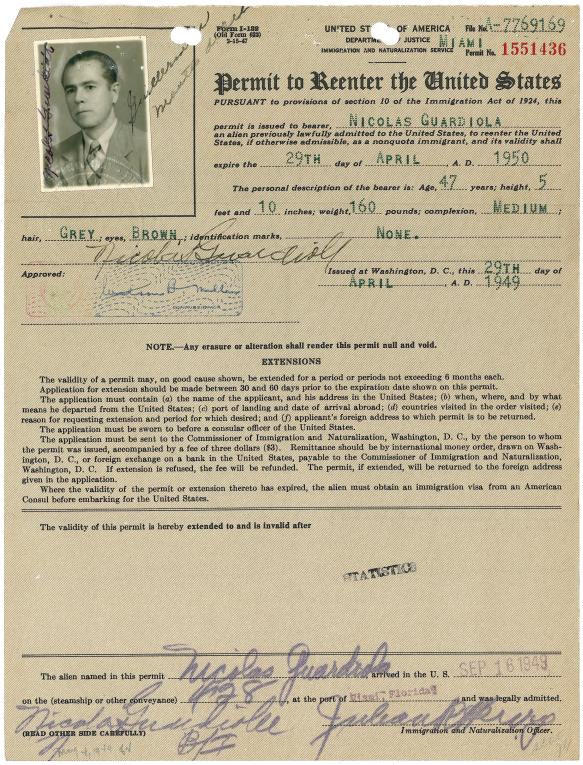 Form I-132
(Old Form 632)
2-15-47
UNITED STATES OF AMERICA
DEPARTMENT OF JUSTICE
IMMIGRATION AND NATURALIZATION SERVICE
File No. A-7769169
MIAMI
Permit No. 1551436
Permit to Reenter the United States
PURSUANT to provisions of section 10 of the Immigration Act of 1924, this
permit is issued to bearer, NICOLAS GUARDIOLA
an alien previously lawfully admitted to the United States, to reenter the United
States, if otherwise admissible, as a nonquota immigrant, and its validity shall
expire the 29TH day of APRIL, A. D. 1950
The personal description of the bearer is: Age, 47 years; height, 5
feet and 10 inches; weight, 160 pounds; complexion, MEDIUM;
hair, GREY; eyes, BROWN; identification marks, NONE.
Nicolas Guardiola
Approved:
Issued at Washington, D. C., this 29TH day of
APRIL, A. D. 1949
COMMISSIONER
NOTE.—Any erasure or alteration shall render this permit null and void.
EXTENSIONS
The validity of a permit may, on good cause shown, be extended for a period or periods not exceeding 6 months each.
Application for extension should be made between 30 and 60 days prior to the expiration date shown on this permit.
The application must contain (a) the name of the applicant, and his address in the United States; (b) when, where, and by what
means he departed from the United States; (c) port of landing and date of arrival abroad; (d) countries visited in the order visited; (e)
reason for requesting extension and period for which desired; and (f) applicant's foreign address to which permit is to be returned.
The application must be sworn to before a consular officer of the United States.
The application must be sent to the Commissioner of Immigration and Naturalization, Washington, D. C., by the person to whom
the permit was issued, accompanied by a fee of three dollars ($3). Remittance should be by international money order, drawn on Wash-
ington, D. C., or foreign exchange on a bank in the United States, payable to the Commissioner of Immigration and Naturalization,
Washington, D. C. If extension is refused, the fee will be refunded. The permit, if extended, will be returned to the foreign address
given in the application.
Where the validity of the permit or extension thereto has expired, the alien must obtain an immigration visa from an American
Consul before embarking for the United States.
The validity of this permit is hereby extended to and is invalid after
STATISTICS
The alien named in this permit Nicolas Guardiola arrived in the U. S. SEP 16 1949
on the (steamship or other conveyance) 628, at the port of Miami, Florida and was legally admitted.
Nicolas Guardiola
(READ OTHER SIDE CAREFULLY)
Immigration and Naturalization Officer.